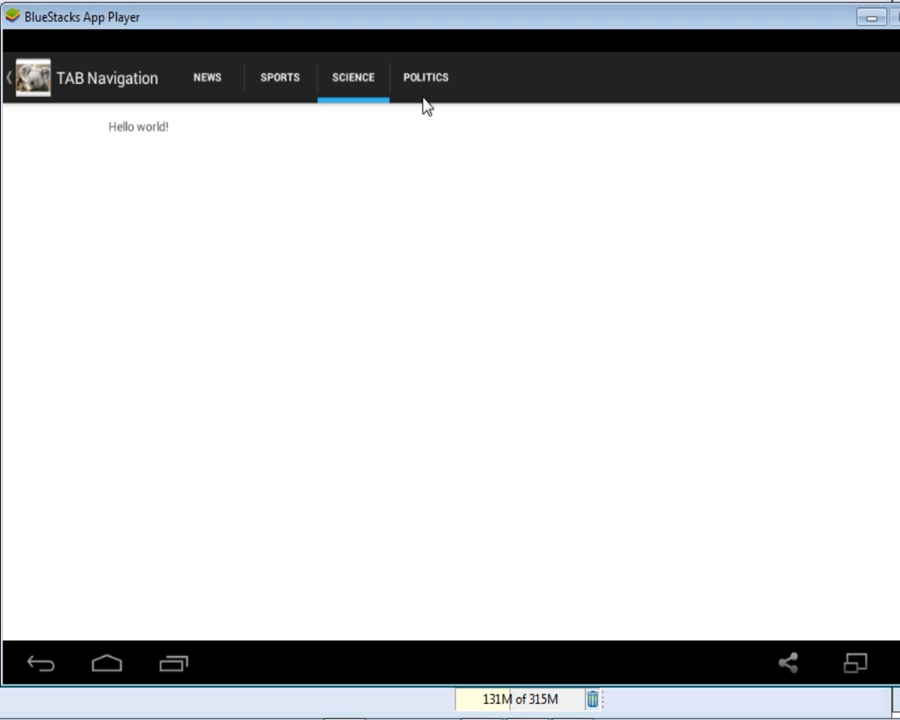 BlueStacks App Player
TAB Navigation NEWS SPORTS SCIENCE POLITICS
Hello world!
131M of 315M